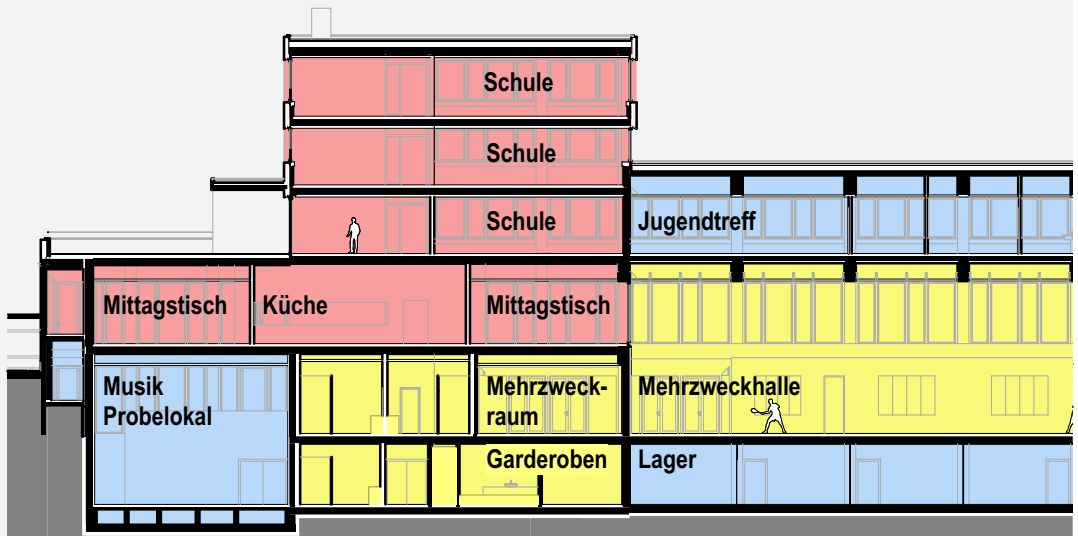 Schule
Schule
Schule
Jugendtreff
Mittagstisch
Küche
Mittagstisch
Musik
Probelokal
Mehrzweck-
raum
Mehrzweckhalle
Garderoben
Lager